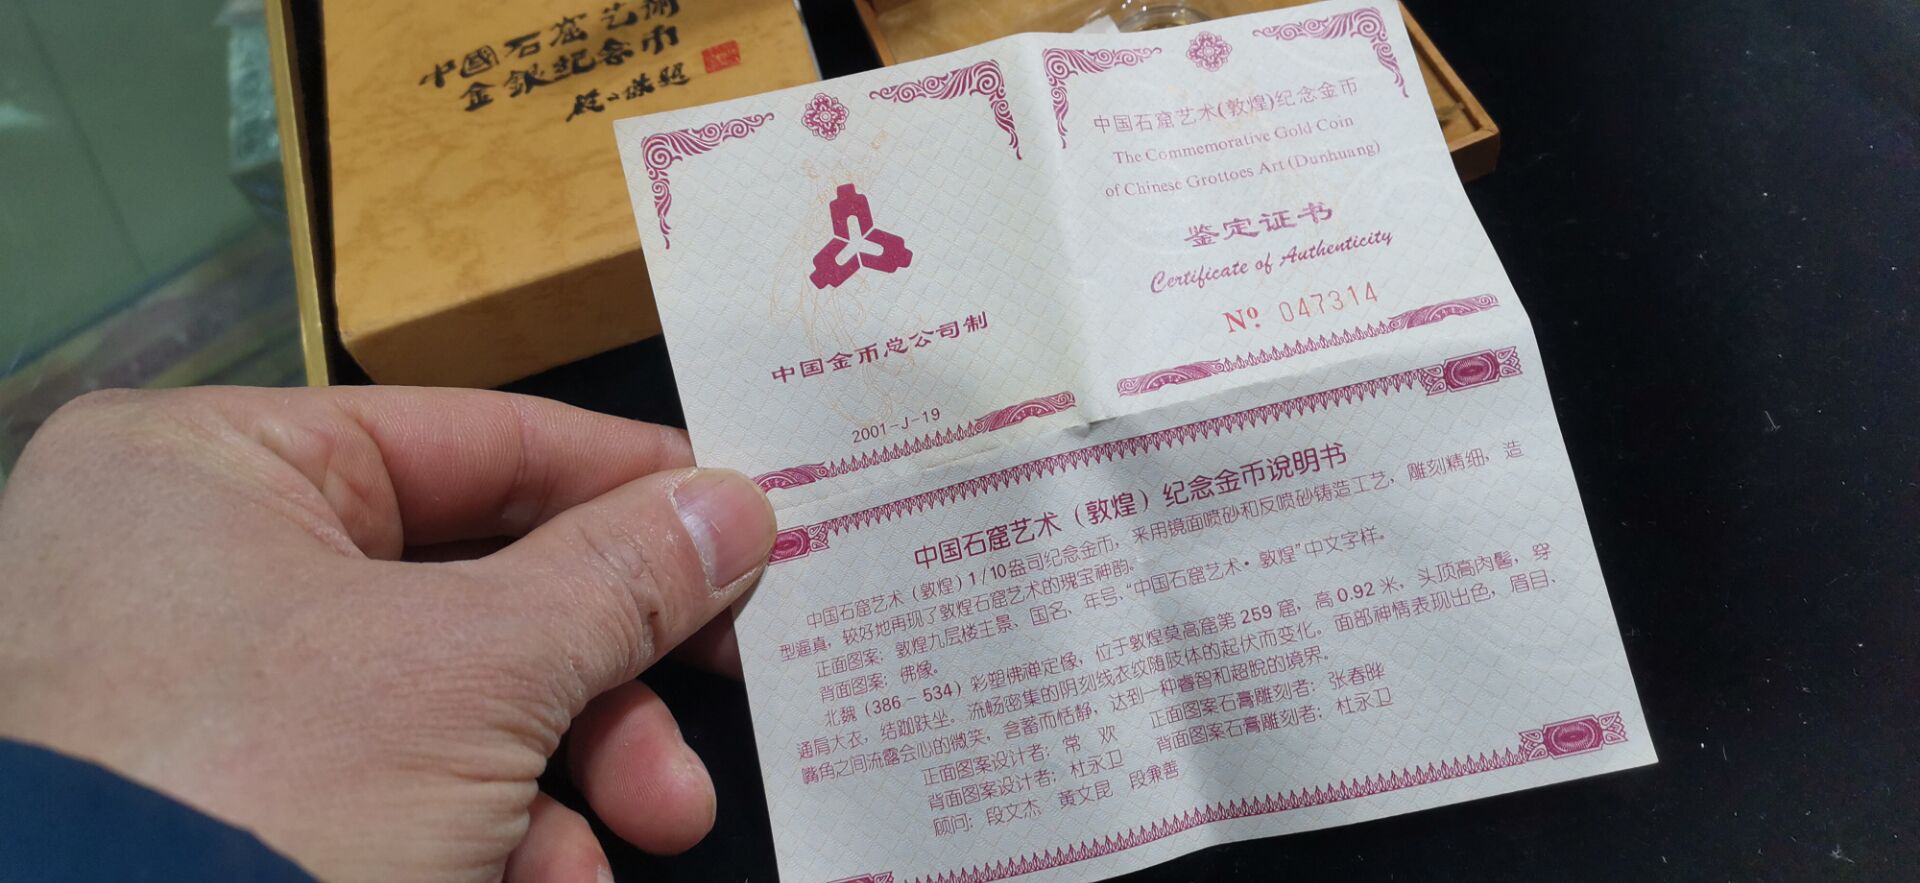 中國石窟艺術
金銀紀念币
中国金币总公司制
2001-J-19
中国石窟艺术(敦煌)纪念金币
The Commemorative Gold Coin
of Chinese Grottoes Art (Dunhuang)
鉴定证书
Certificate of Authenticity
Nº. 047314
中国石窟艺术（敦煌）纪念金币说明书
中国石窟艺术（敦煌）1/10盎司纪念金币，采用镜面喷砂和反喷砂铸造工艺，雕刻精细，造
型逼真，较好地再现了敦煌石窟艺术的瑰宝神韵。
正面图案：敦煌九层楼主景、国名、年号，“中国石窟艺术·敦煌”中文字样。
背面图案：佛像。
北魏（386－534）彩塑佛禅定像，位于敦煌莫高窟第259窟，高0.92米，头顶高肉髻，穿
通肩大衣，结跏趺坐。流畅密集的阴刻线衣纹随肢体的起伏而变化。面部神情表现出色，眉目、
嘴角之间流露会心的微笑，含蓄而恬静，达到一种睿智和超脱的境界。
正面图案设计者：常 欢 正面图案石膏雕刻者：张春晔
背面图案设计者：杜永卫 背面图案石膏雕刻者：杜永卫
顾问：段文杰 黄文昆 段兼善